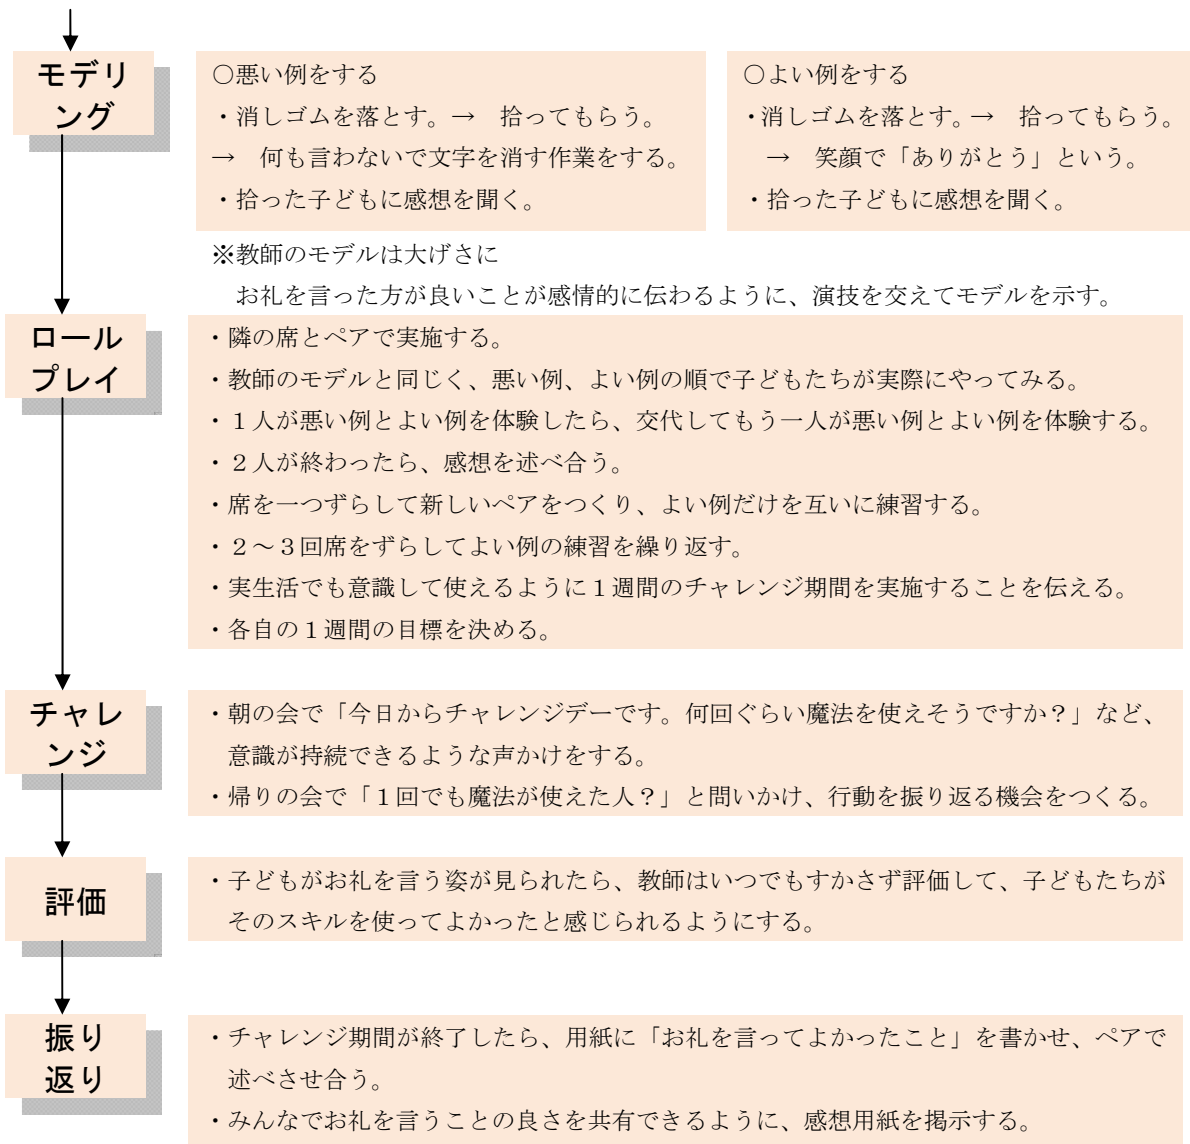 モデリ
ング
○悪い例をする
・消しゴムを落とす。→　拾ってもらう。
→　何も言わないで文字を消す作業をする。
・拾った子どもに感想を聞く。
○よい例をする
・消しゴムを落とす。→　拾ってもらう。
→　笑顔で「ありがとう」という。
・拾った子どもに感想を聞く。
※教師のモデルは大げさに
お礼を言った方が良いことが感情的に伝わるように、演技を交えてモデルを示す。
ロール
プレイ
・隣の席とペアで実施する。
・教師のモデルと同じく、悪い例、よい例の順で子どもたちが実際にやってみる。
・１人が悪い例とよい例を体験したら、交代してもう一人が悪い例とよい例を体験する。
・２人が終わったら、感想を述べ合う。
・席を一つずらして新しいペアをつくり、よい例だけを互いに練習する。
・２～３回席をずらしてよい例の練習を繰り返す。
・実生活でも意識して使えるように１週間のチャレンジ期間を実施することを伝える。
・各自の１週間の目標を決める。
チャレ
ンジ
・朝の会で「今日からチャレンジデーです。何回ぐらい魔法を使えそうですか？」など、
意識が持続できるような声かけをする。
・帰りの会で「１回でも魔法が使えた人？」と問いかけ、行動を振り返る機会をつくる。
評価
・子どもがお礼を言う姿が見られたら、教師はいつでもすかさず評価して、子どもたちが
そのスキルを使ってよかったと感じられるようにする。
振り
返り
・チャレンジ期間が終了したら、用紙に「お礼を言ってよかったこと」を書かせ、ペアで
述べさせ合う。
・みんなでお礼を言うことの良さを共有できるように、感想用紙を掲示する。